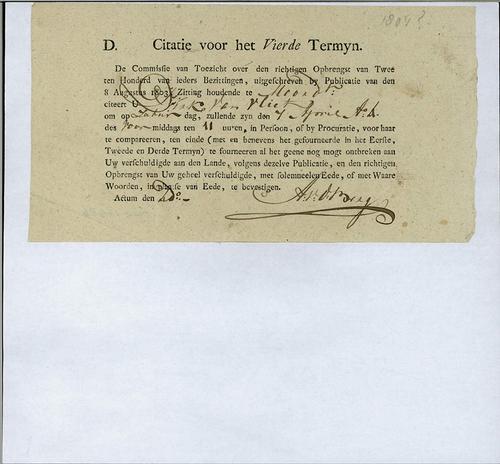 1804?
D. Citatie voor het Vierde Termyn.
De Commissie van Toezicht over den richtigen Opbrengst van Twee
ten Honderd van ieders Bezittingen, uitgeschreven by Publicatie van den
8 Augustus 1803, Zitting houdende te
citeert U van Vliet
om op dag, zullende zyn den 7 April
des Voor middags ten 11 uuren, in Persoon, of by Procuratie, voor haar
te compareeren, ten einde (met en benevens het gefourneerde in het Eerste,
Tweede en Derde Termyn) te fourneeren al het geene nog mogt ontbreken aan
Uw verschuldigde aan den Lande, volgens dezelve Publicatie, en den richtigen
Opbrengst van Uw geheel verschuldigde, met solemneelen Eede, of met Waare
Woorden, in plaatse van Eede, te bevestigen.
Actum den